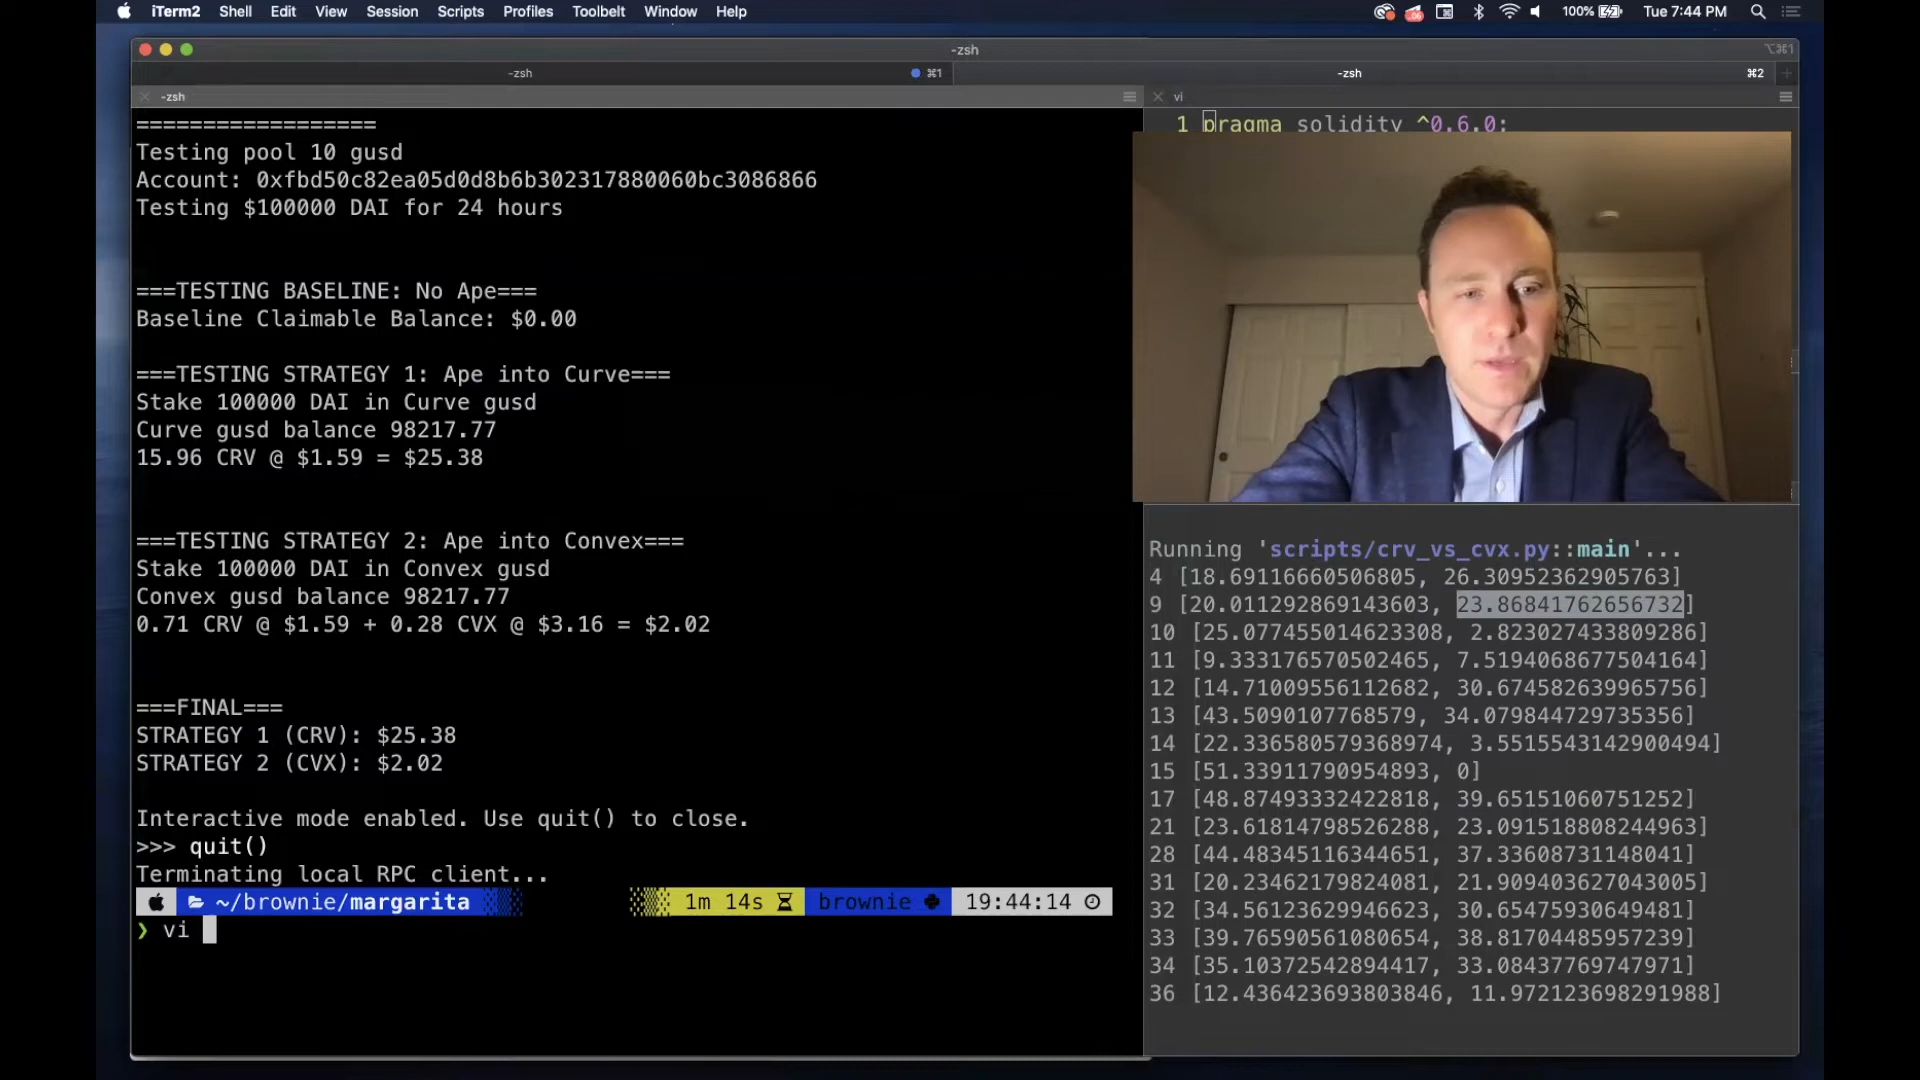 iTerm2 Shell Edit View Session Scripts Profiles Toolbelt Window Help 100% Tue 7:44 PM
-zsh ⌥⌘1
-zsh ⌘1 -zsh ⌘2
-zsh
==================
Testing pool 10 gusd
Account: 0xfbd50c82ea05d0d8b6b302317880060bc3086866
Testing $100000 DAI for 24 hours
===TESTING BASELINE: No Ape===
Baseline Claimable Balance: $0.00
===TESTING STRATEGY 1: Ape into Curve===
Stake 100000 DAI in Curve gusd
Curve gusd balance 98217.77
15.96 CRV @ $1.59 = $25.38
===TESTING STRATEGY 2: Ape into Convex===
Stake 100000 DAI in Convex gusd
Convex gusd balance 98217.77
0.71 CRV @ $1.59 + 0.28 CVX @ $3.16 = $2.02
===FINAL===
STRATEGY 1 (CRV): $25.38
STRATEGY 2 (CVX): $2.02
Interactive mode enabled. Use quit() to close.
>>> quit()
Terminating local RPC client...
~/brownie/margarita 1m 14s brownie 19:44:14
❯ vi
vi
1 pragma solidity ^0.6.0;
Running 'scripts/crv_vs_cvx.py::main'...
4 [18.69116660506805, 26.30952362905763]
9 [20.011292869143603, 23.86841762656732]
10 [25.077455014623308, 2.823027433809286]
11 [9.333176570502465, 7.5194068677504164]
12 [14.71009556112682, 30.674582639965756]
13 [43.5090107768579, 34.079844729735356]
14 [22.336580579368974, 3.5515543142900494]
15 [51.33911790954893, 0]
17 [48.87493332422818, 39.65151060751252]
21 [23.61814798526288, 23.091518808244963]
28 [44.48345116344651, 37.33608731148041]
31 [20.23462179824081, 21.909403627043005]
32 [34.56123629946623, 30.65475930649481]
33 [39.76590561080654, 38.81704485957239]
34 [35.10372542894417, 33.08437769747971]
36 [12.436423693803846, 11.972123698291988]